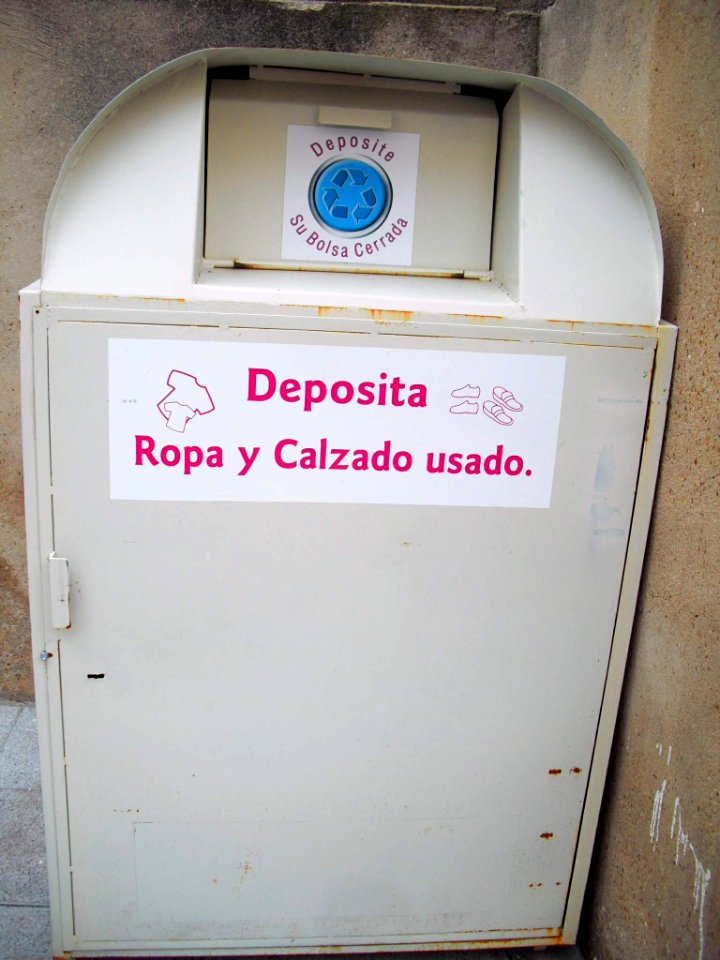 Deposite
Su Bolsa Cerrada
Deposita
Ropa y Calzado usado.